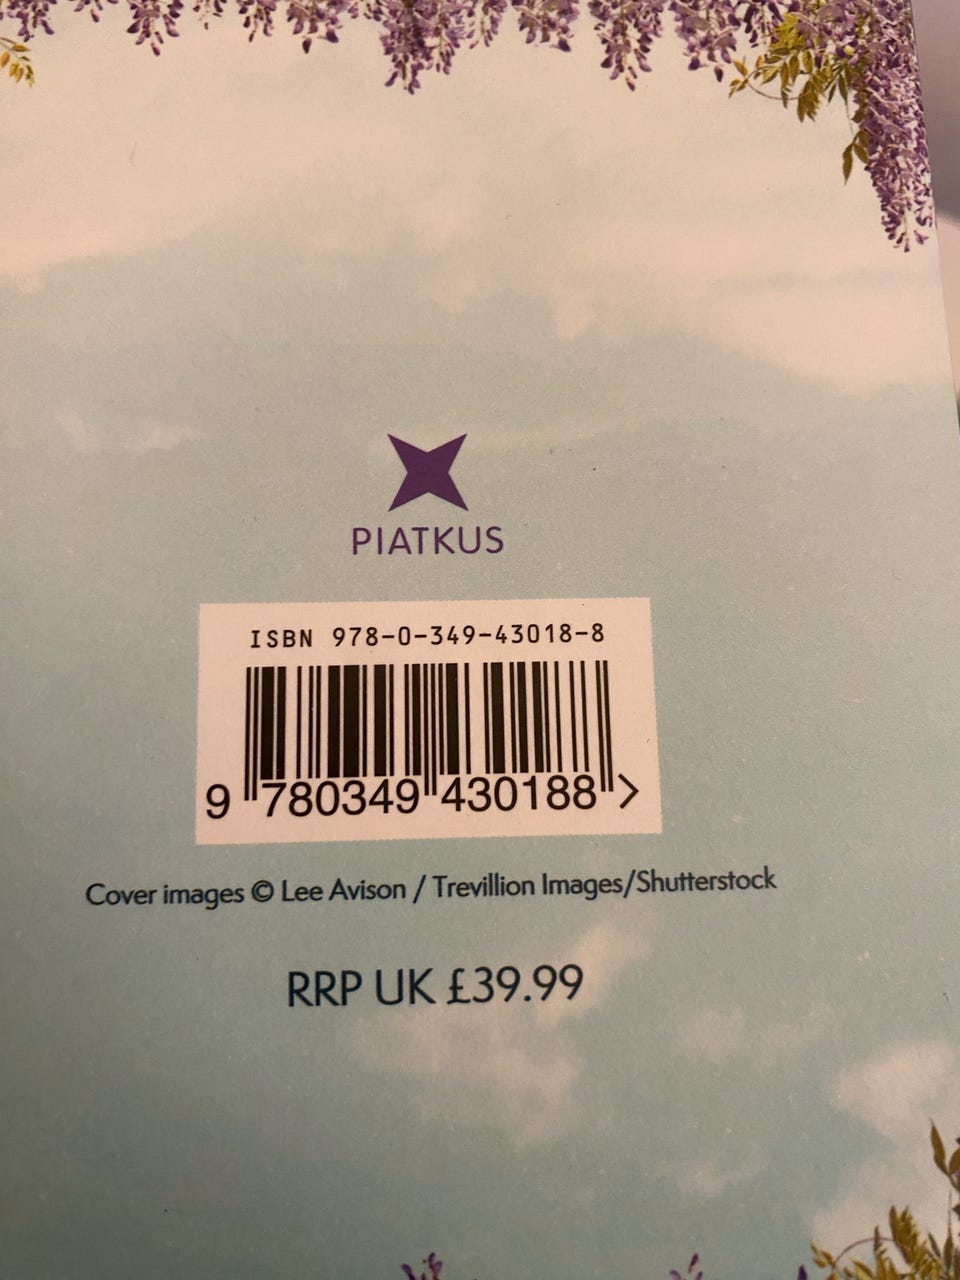 PIATKUS
ISBN 978-0-349-43018-8
9 780349 430188 >
Cover images © Lee Avison / Trevillion Images/Shutterstock
RRP UK £39.99